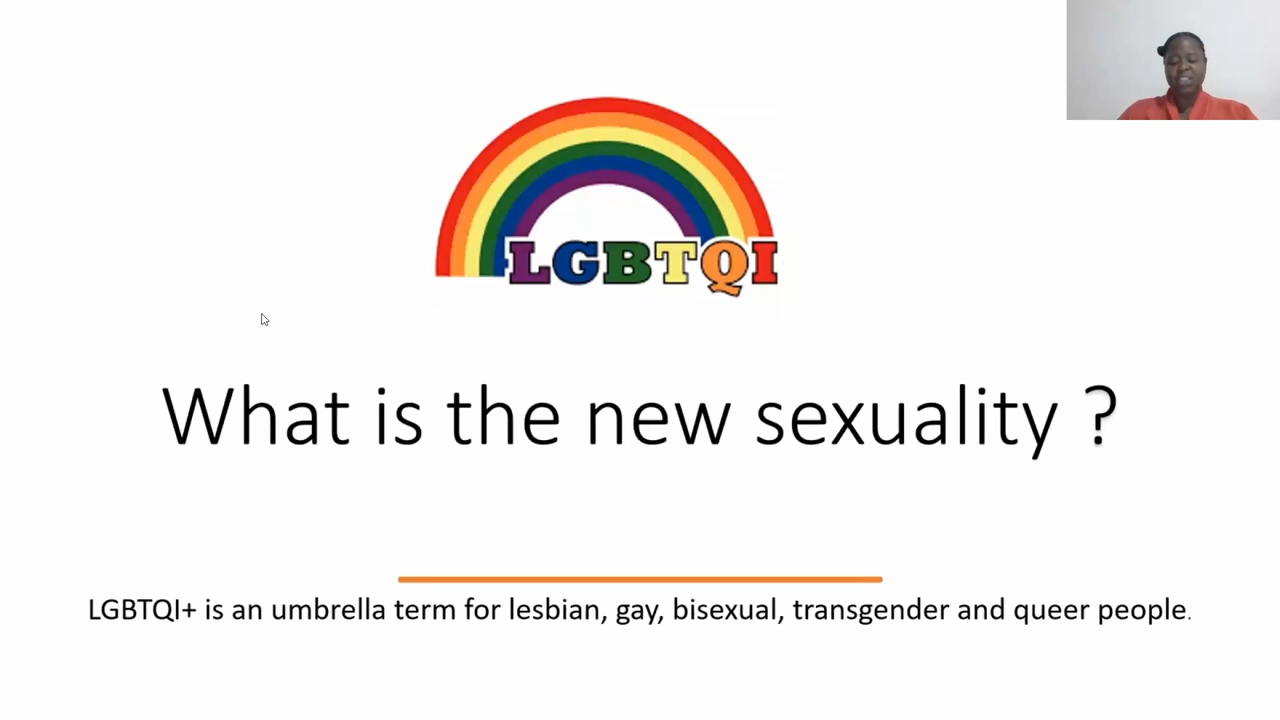 LGBTQI
What is the new sexuality ?
LGBTQI+ is an umbrella term for lesbian, gay, bisexual, transgender and queer people.